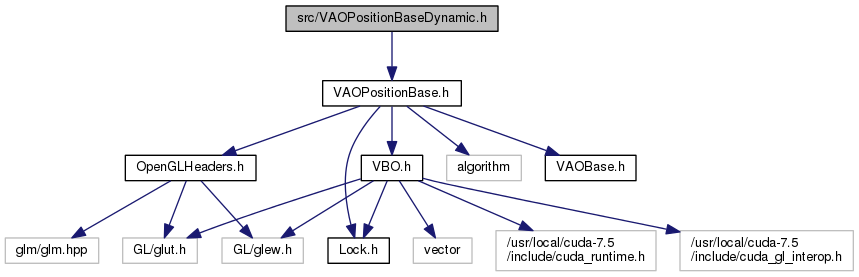 src/VAOPositionBaseDynamic.h
VAOPositionBase.h
OpenGLHeaders.h
VBO.h
algorithm
VAOBase.h
glm/glm.hpp
GL/glut.h
GL/glew.h
Lock.h
vector
/usr/local/cuda-7.5
/include/cuda_runtime.h
/usr/local/cuda-7.5
/include/cuda_gl_interop.h